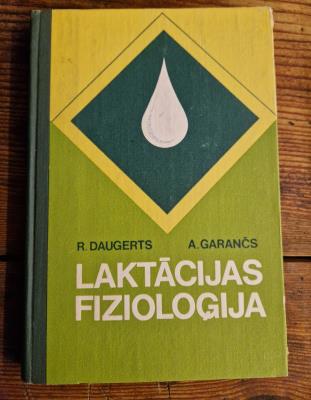 R. DAUGERTS A. GARANČS
LAKTĀCIJAS
FIZIOLOĢIJA